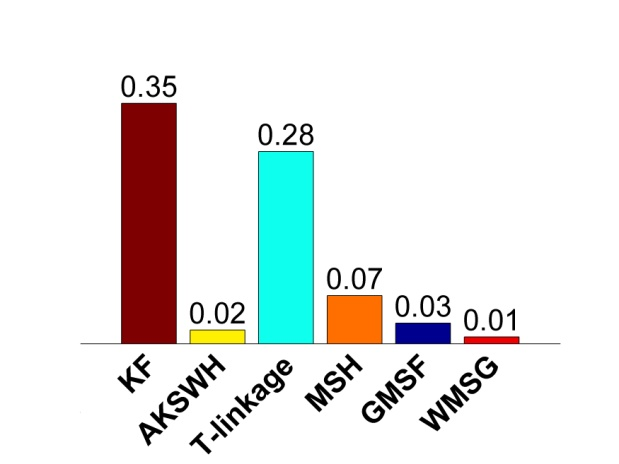 0.35
0.02
0.28
0.07
0.03
0.01
KF
AKSWH
T-linkage
MSH
GMSF
WMSG